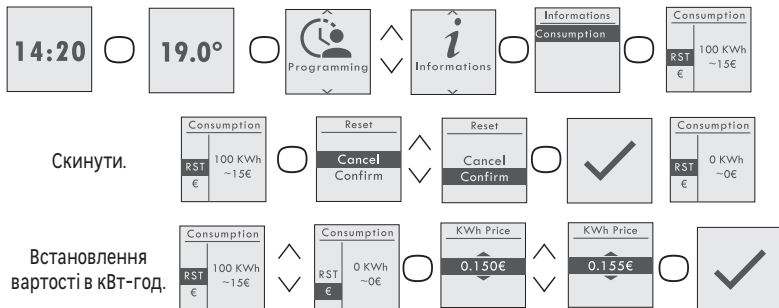 14:20
19.0°
Programming
Informations
Informations
Consumption
Consumption
RST
€
100 KWh
~15€
Скинути.
Consumption
RST
€
100 KWh
~15€
Reset
Cancel
Confirm
Reset
Cancel
Confirm
Consumption
RST
€
0 KWh
~0€
Встановлення
вартості в кВт-год.
Consumption
RST
€
100 KWh
~15€
Consumption
RST
€
0 KWh
~0€
KWh Price
0.150€
KWh Price
0.155€